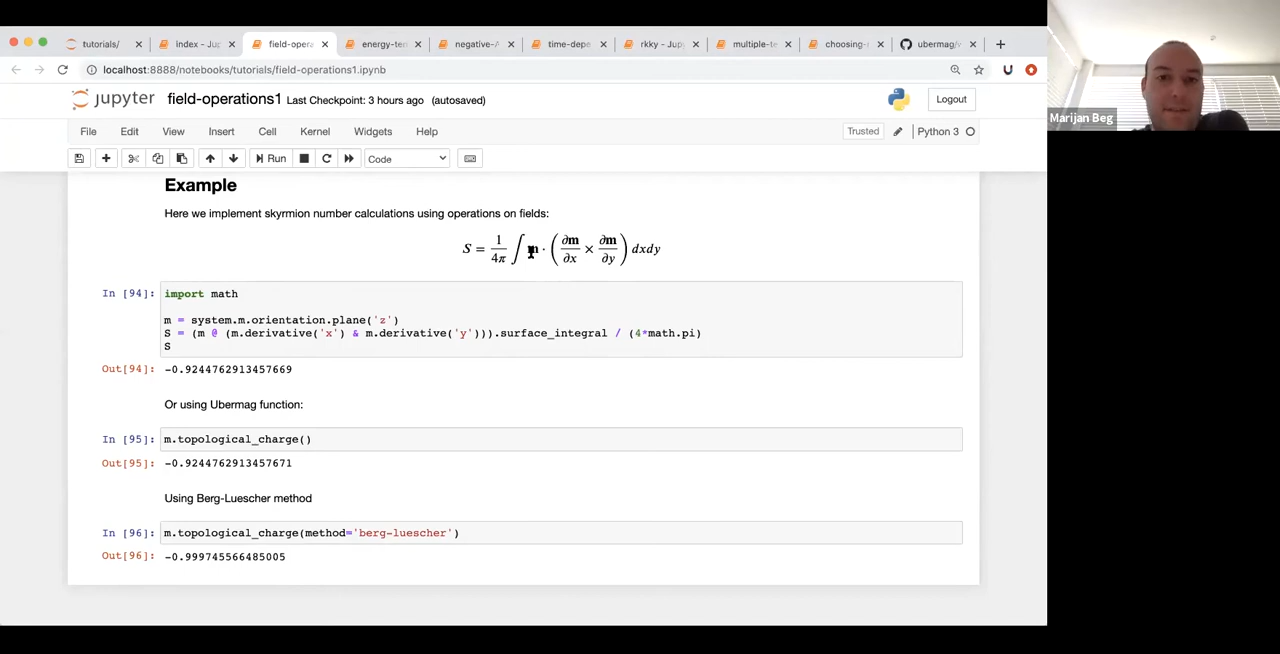 tutorials/
index - Jup
field-opera
energy-ten
negative-A
time-depe
rkky - Jupy
multiple-te
choosing-
ubermag/
localhost:8888/notebooks/tutorials/field-operations1.ipynb
jupyter field-operations1 Last Checkpoint: 3 hours ago (autosaved)
Logout
Marijan Beg
File Edit View Insert Cell Kernel Widgets Help
Trusted Python 3
Run Code
Example
Here we implement skyrmion number calculations using operations on fields:
S = 1/4π ∫ m · (∂m/∂x × ∂m/∂y) dxdy
In [94]: import math
m = system.m.orientation.plane('z')
S = (m @ (m.derivative('x') & m.derivative('y'))).surface_integral / (4*math.pi)
S
Out[94]: -0.9244762913457669
Or using Ubermag function:
In [95]: m.topological_charge()
Out[95]: -0.9244762913457671
Using Berg-Luescher method
In [96]: m.topological_charge(method='berg-luescher')
Out[96]: -0.999745566485005